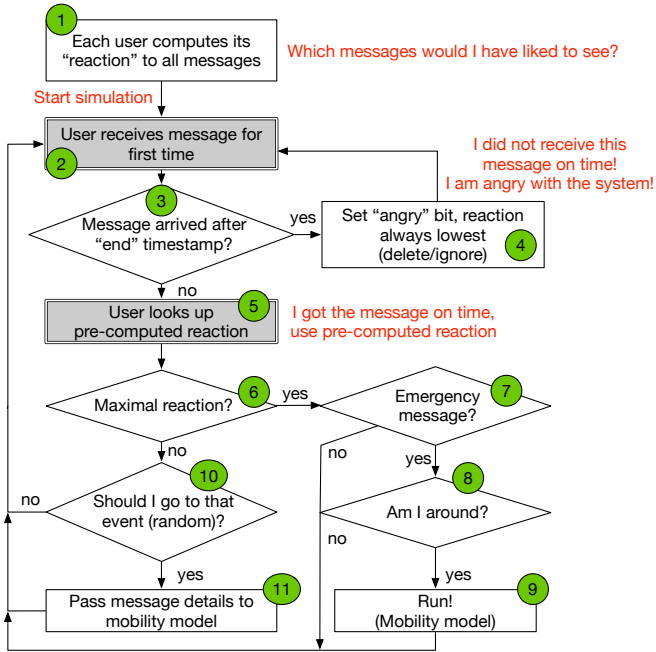 1
Each user computes its
“reaction” to all messages
Which messages would I have liked to see?
Start simulation
User receives message for
first time
2
I did not receive this
message on time!
I am angry with the system!
3
Message arrived after
“end” timestamp?
yes
Set “angry” bit, reaction
always lowest
(delete/ignore)
4
no
5
User looks up
pre-computed reaction
I got the message on time,
use pre-computed reaction
6
Maximal reaction?
yes
7
Emergency
message?
no
no
yes
10
Should I go to that
event (random)?
no
8
Am I around?
no
yes
yes
11
Pass message details to
mobility model
9
Run!
(Mobility model)